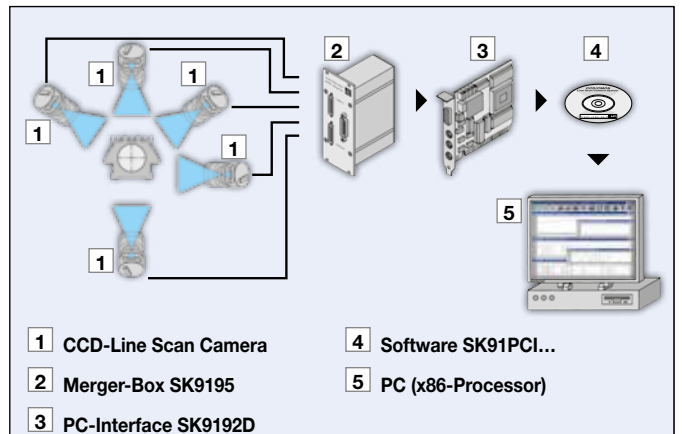 1
1
1
1
1
2
3
4
5
1 CCD-Line Scan Camera
2 Merger-Box SK9195
3 PC-Interface SK9192D
4 Software SK91PCI...
5 PC (x86-Processor)